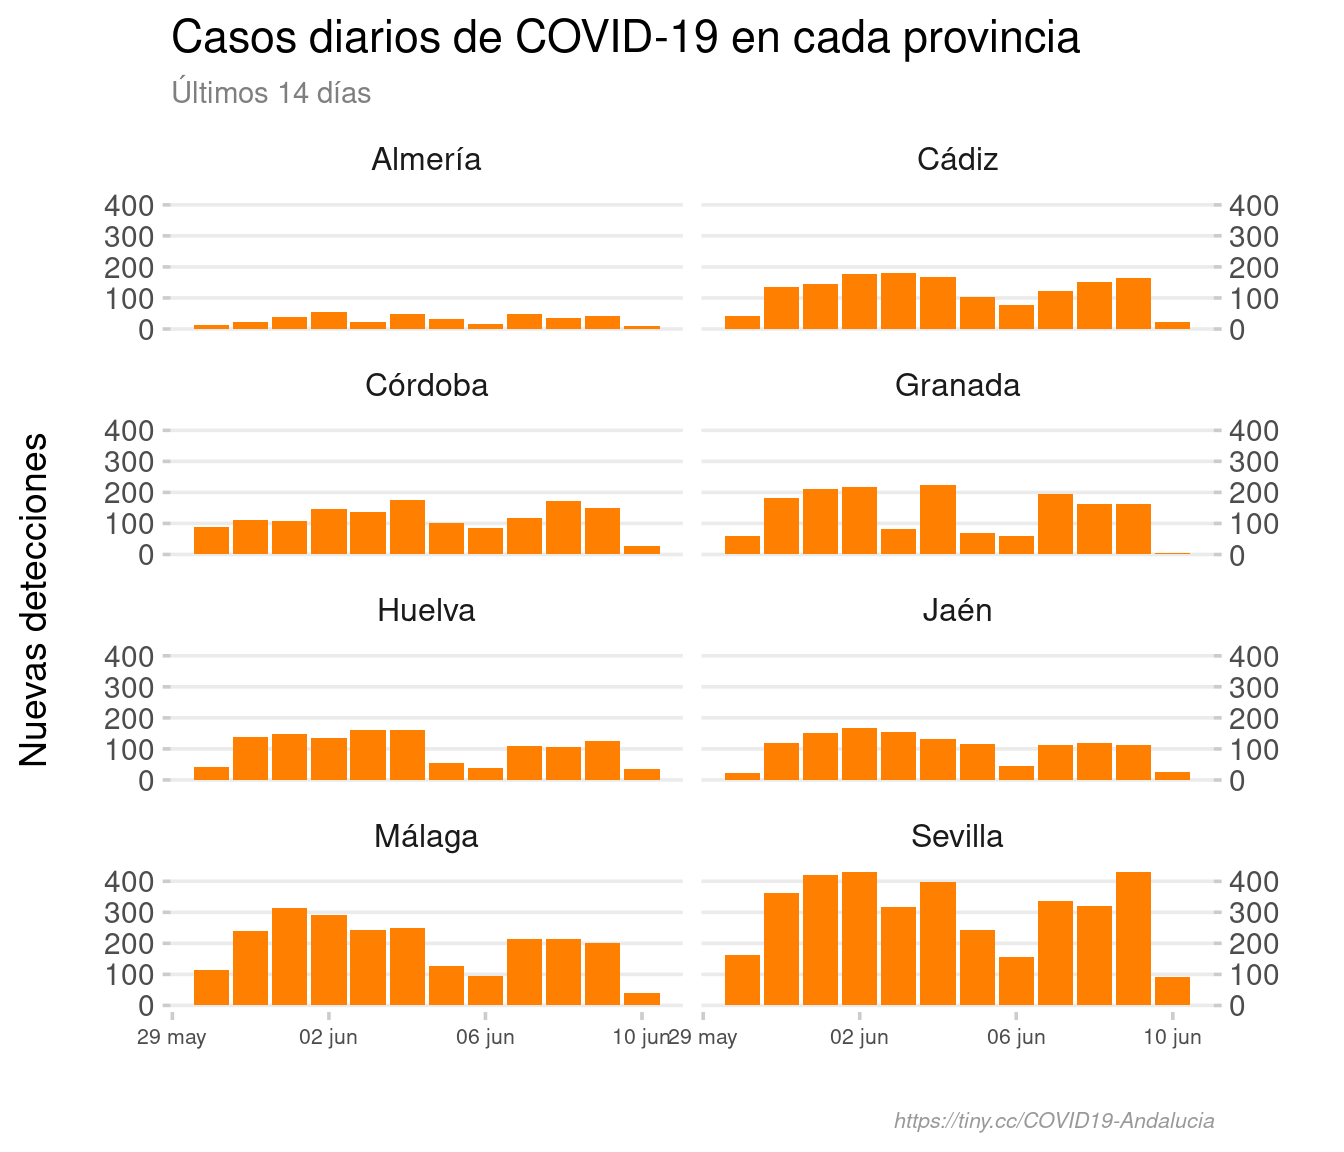 Casos diarios de COVID-19 en cada provincia
Últimos 14 días
Almería
Cádiz
400
300
200
100
0
400
300
200
100
0
Córdoba
Granada
400
300
200
100
0
400
300
200
100
0
Huelva
Jaén
400
300
200
100
0
400
300
200
100
0
Málaga
Sevilla
400
300
200
100
0
400
300
200
100
0
29 may 02 jun 06 jun 10 jun
29 may 02 jun 06 jun 10 jun
Nuevas detecciones
https://tiny.cc/COVID19-Andalucia